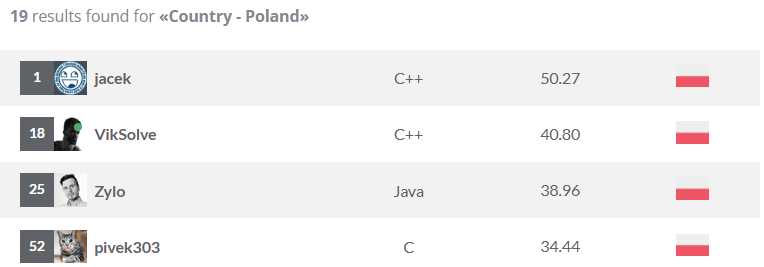 19 results found for «Country - Poland»
1 jacek C++ 50.27
18 VikSolve C++ 40.80
25 Zylo Java 38.96
52 pivek303 C 34.44